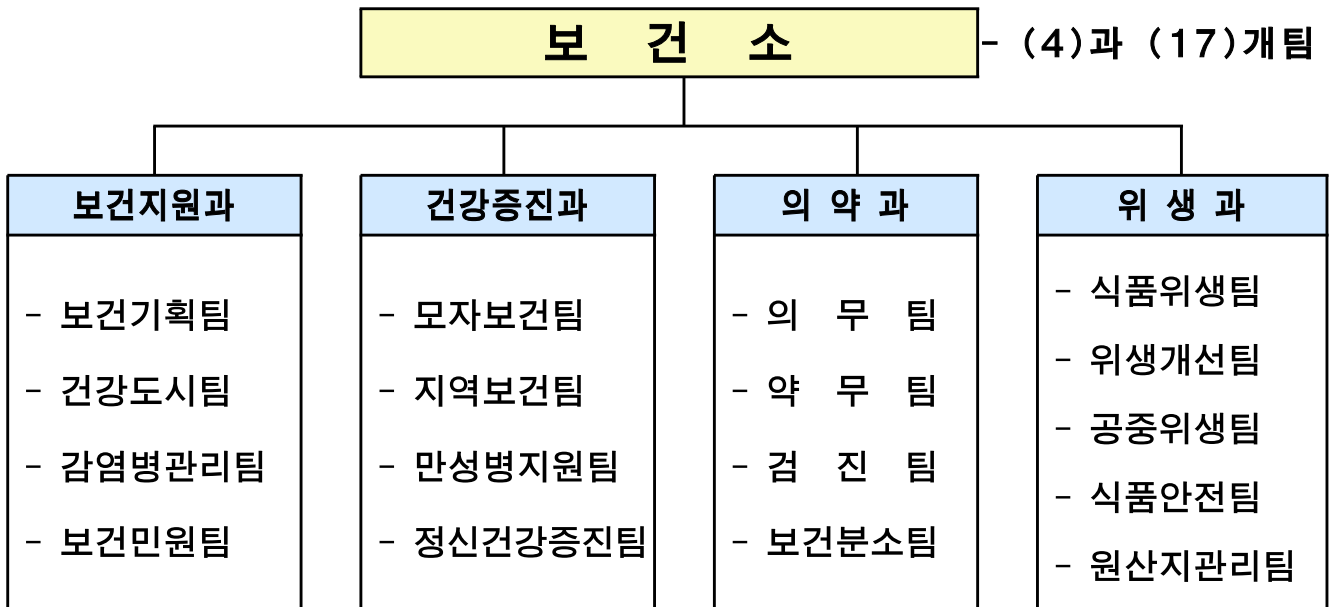 보 건 소
- (4)과 (17)개팀
보건지원과
- 보건기획팀
- 건강도시팀
- 감염병관리팀
- 보건민원팀
건강증진과
- 모자보건팀
- 지역보건팀
- 만성병지원팀
- 정신건강증진팀
의 약 과
- 의 무 팀
- 약 무 팀
- 검 진 팀
- 보건분소팀
위 생 과
- 식품위생팀
- 위생개선팀
- 공중위생팀
- 식품안전팀
- 원산지관리팀